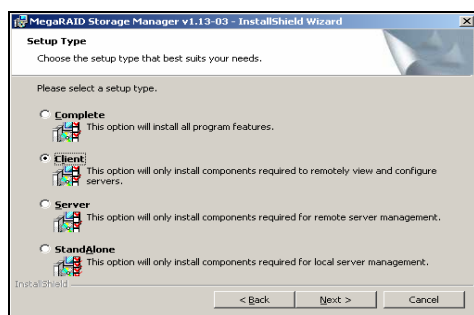 MegaRAID Storage Manager v1.13-03 - InstallShield Wizard
Setup Type
Choose the setup type that best suits your needs.
Please select a setup type.
Complete
This option will install all program features.
Client
This option will only install components required to remotely view and configure
servers.
Server
This option will only install components required for remote server management.
StandAlone
This option will only install components required for local server management.
InstallShield
< Back Next > Cancel